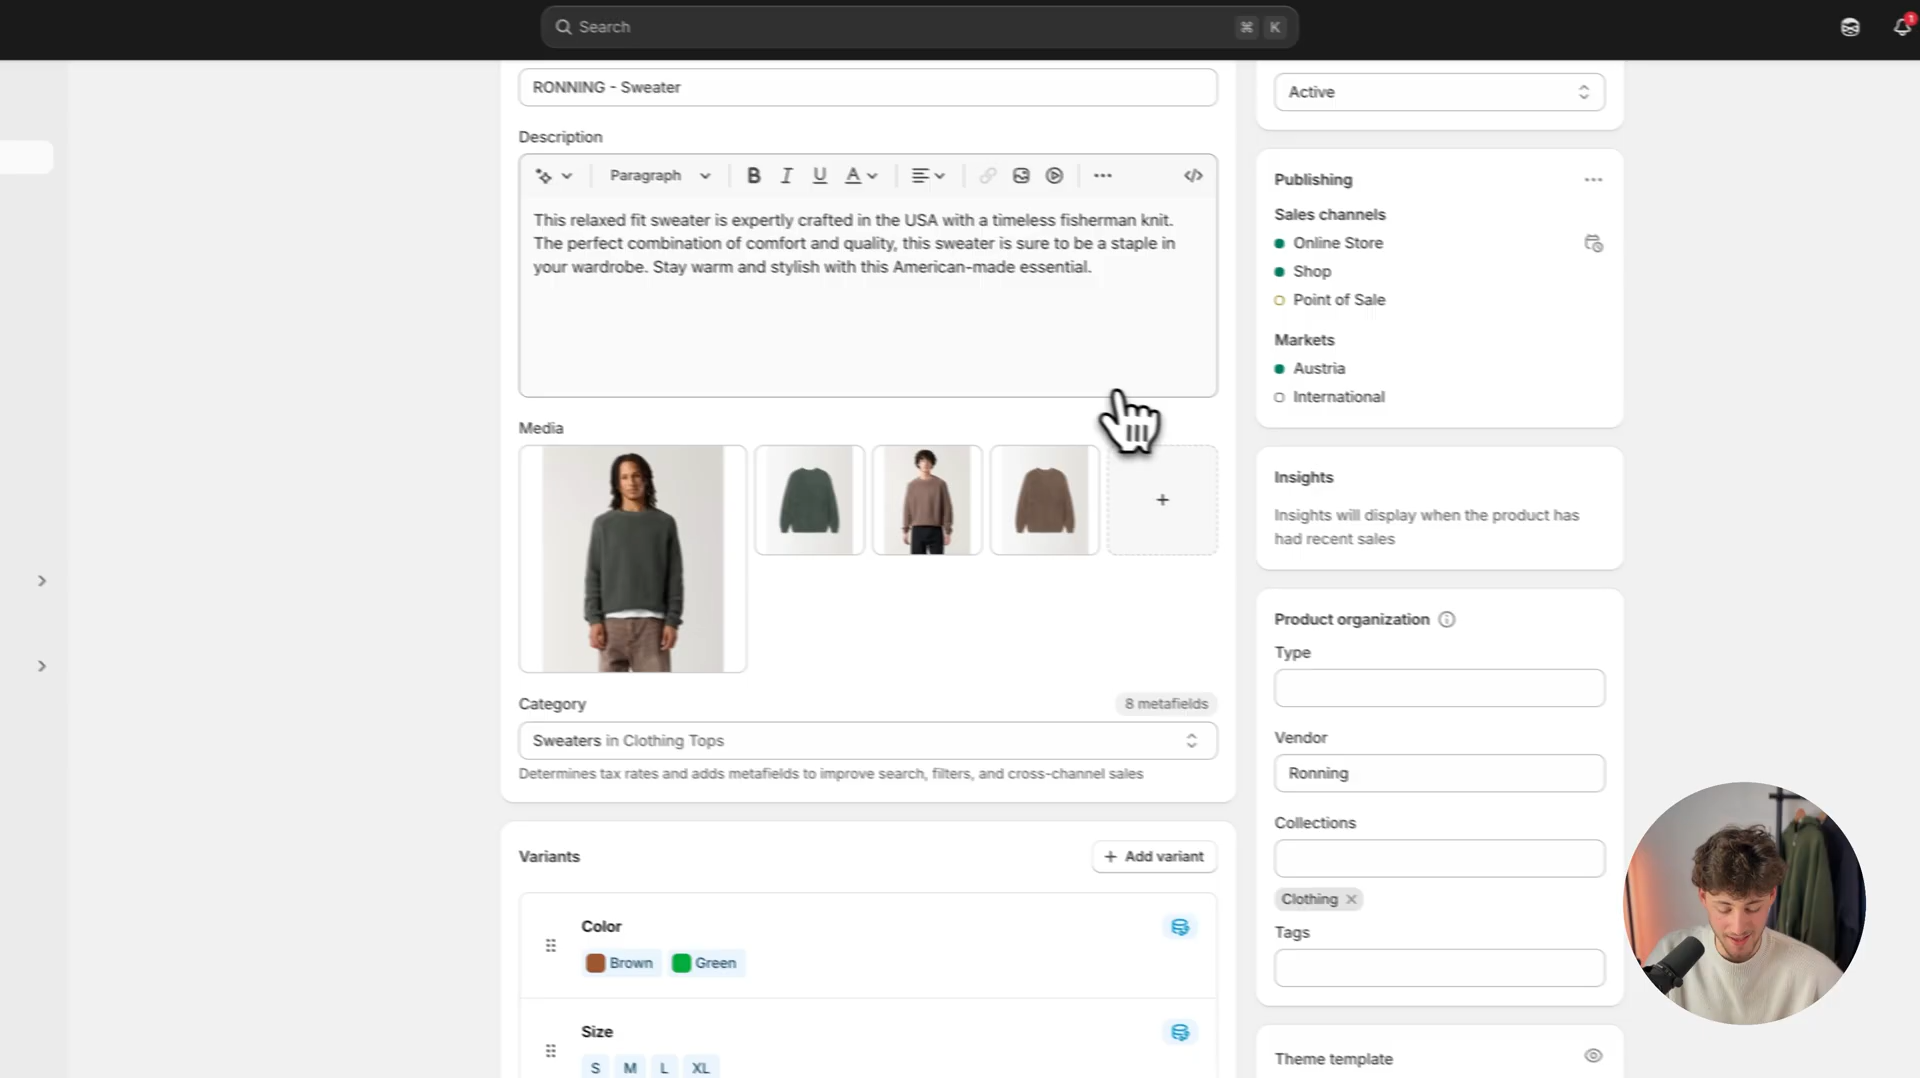 Search
⌘ K
1
RONNING - Sweater
Description
Paragraph
B I U A
This relaxed fit sweater is expertly crafted in the USA with a timeless fisherman knit.
The perfect combination of comfort and quality, this sweater is sure to be a staple in
your wardrobe. Stay warm and stylish with this American-made essential.
Media
Category
8 metafields
Sweaters in Clothing Tops
Determines tax rates and adds metafields to improve search, filters, and cross-channel sales
Variants
+ Add variant
Color
Brown Green
Size
S M L XL
Active
Publishing
Sales channels
Online Store
Shop
Point of Sale
Markets
Austria
International
Insights
Insights will display when the product has
had recent sales
Product organization
Type
Vendor
Ronning
Collections
Clothing
Tags
Theme template